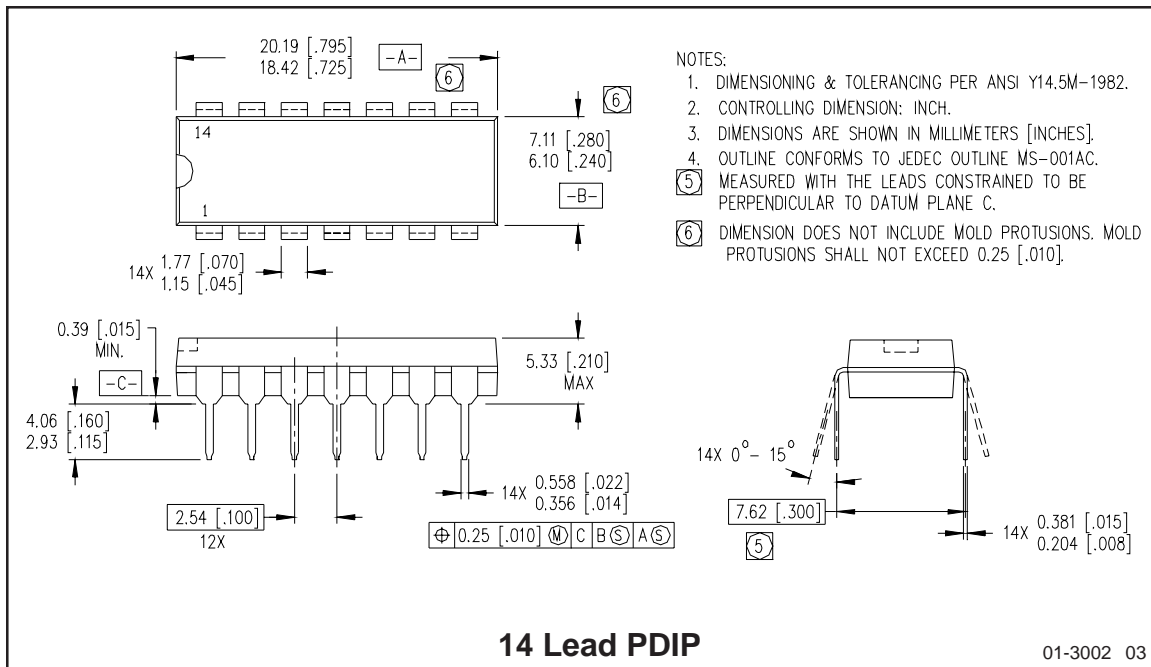 20.19 [.795]
18.42 [.725]
-A-
6
6
14
1
7.11 [.280]
6.10 [.240]
-B-
14X 1.77 [.070]
1.15 [.045]
NOTES:
1. DIMENSIONING & TOLERANCING PER ANSI Y14.5M-1982.
2. CONTROLLING DIMENSION: INCH.
3. DIMENSIONS ARE SHOWN IN MILLIMETERS [INCHES].
4. OUTLINE CONFORMS TO JEDEC OUTLINE MS-001AC.
5 MEASURED WITH THE LEADS CONSTRAINED TO BE
PERPENDICULAR TO DATUM PLANE C.
6 DIMENSION DOES NOT INCLUDE MOLD PROTUSIONS. MOLD
PROTUSIONS SHALL NOT EXCEED 0.25 [.010].
0.39 [.015]
MIN.
-C-
4.06 [.160]
2.93 [.115]
5.33 [.210]
MAX
2.54 [.100]
12X
14X 0.558 [.022]
0.356 [.014]
⌖ 0.25 [.010] Ⓜ C B Ⓢ A Ⓢ
14X 0°- 15°
7.62 [.300]
5
14X 0.381 [.015]
0.204 [.008]
14 Lead PDIP
01-3002 03